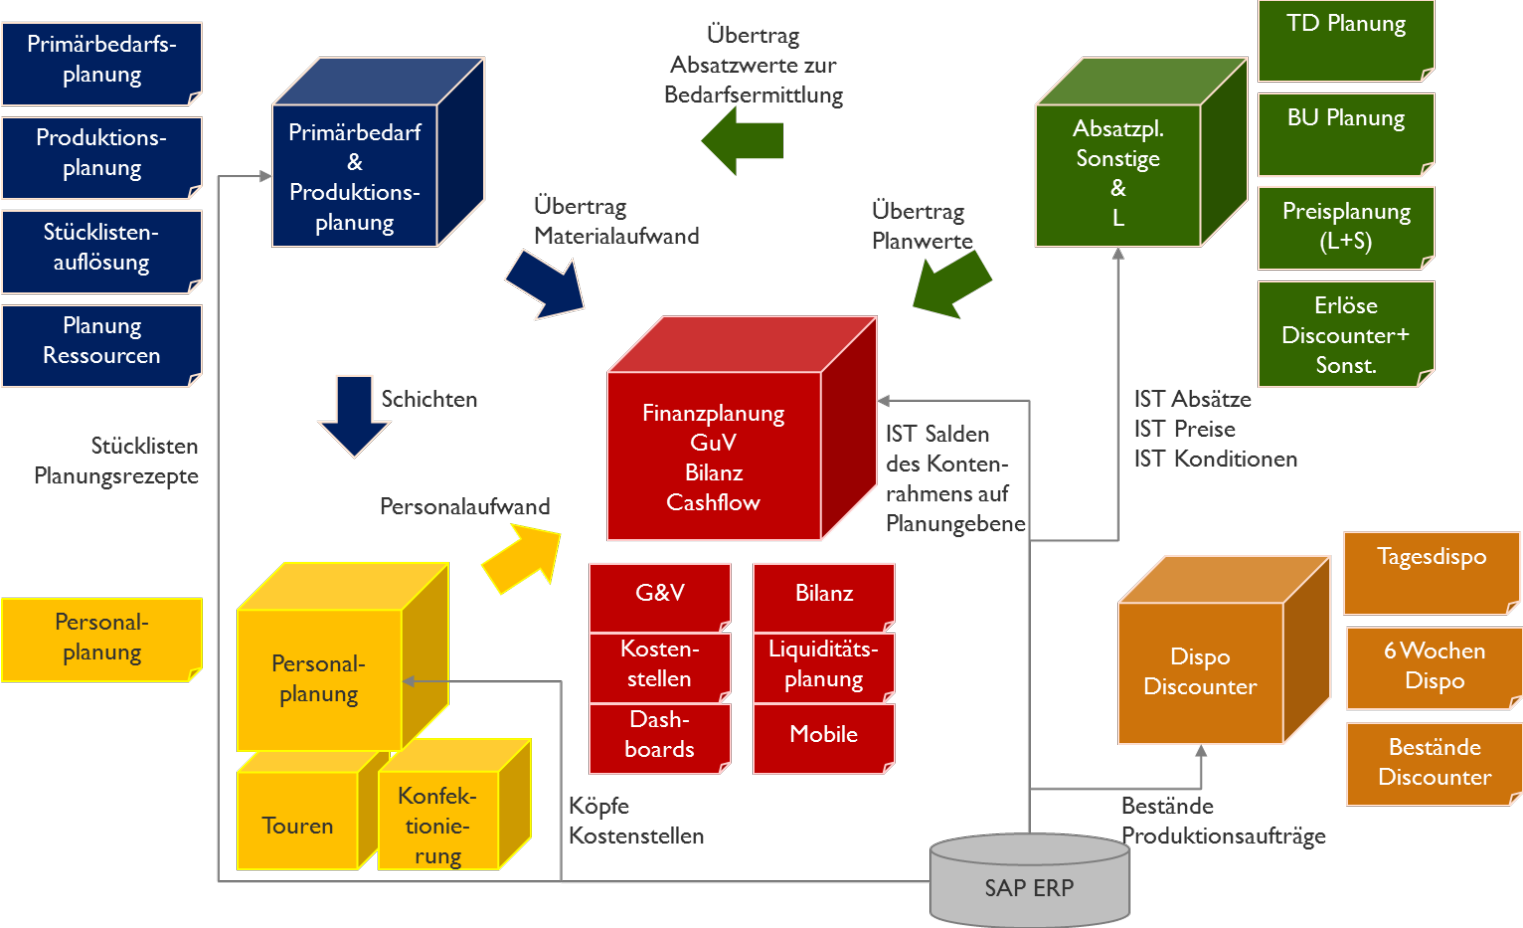 Primärbedarfs-
planung
Produktions-
planung
Stücklisten-
auflösung
Planung
Ressourcen
Primärbedarf
&
Produktions-
planung
Übertrag
Absatzwerte zur
Bedarfsermittlung
Absatzpl.
Sonstige
&
L
TD Planung
BU Planung
Preisplanung
(L+S)
Erlöse
Discounter+
Sonst.
Übertrag
Materialaufwand
Übertrag
Planwerte
Schichten
Stücklisten
Planungsrezepte
Finanzplanung
GuV
Bilanz
Cashflow
IST Salden
des Konten-
rahmens auf
Planungebene
IST Absätze
IST Preise
IST Konditionen
Personalaufwand
Personal-
planung
Personal-
planung
Touren
Konfek-
tionie-
rung
G&V
Bilanz
Kosten-
stellen
Liquiditäts-
planung
Dash-
boards
Mobile
Köpfe
Kostenstellen
Dispo
Discounter
Tagesdispo
6 Wochen
Dispo
Bestände
Discounter
Bestände
Produktionsaufträge
SAP ERP